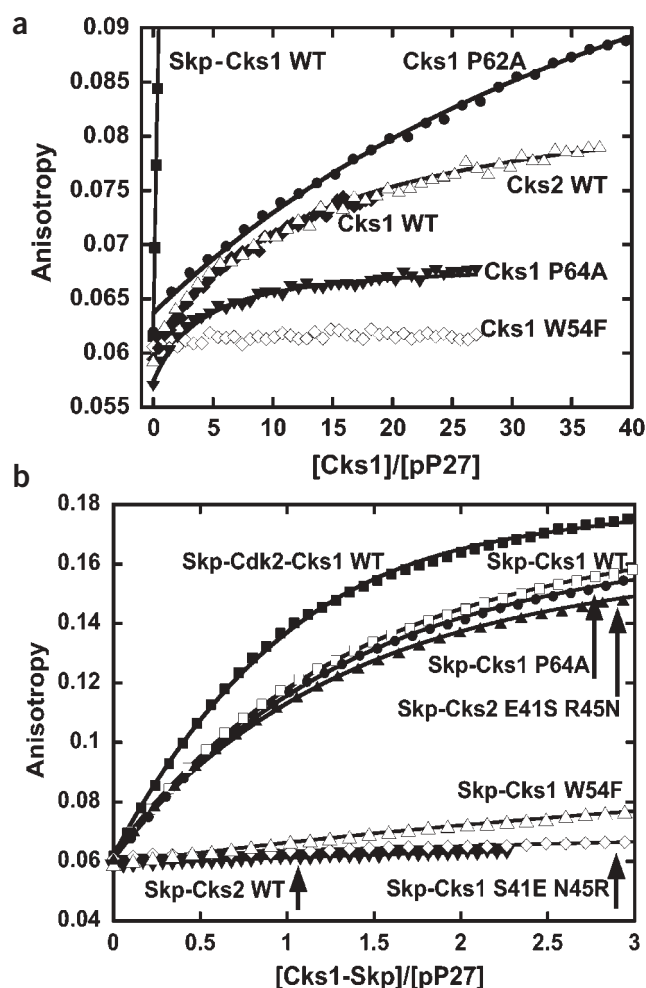 a
0.09
0.085
0.08
0.075
0.07
0.065
0.06
0.055
Anisotropy
Skp-Cks1 WT
Cks1 P62A
Cks2 WT
Cks1 WT
Cks1 P64A
Cks1 W54F
0 5 10 15 20 25 30 35 40
[Cks1]/[pP27]
b
0.18
0.16
0.14
0.12
0.1
0.08
0.06
0.04
Anisotropy
Skp-Cdk2-Cks1 WT
Skp-Cks1 WT
Skp-Cks1 P64A
Skp-Cks2 E41S R45N
Skp-Cks1 W54F
Skp-Cks2 WT
Skp-Cks1 S41E N45R
0 0.5 1 1.5 2 2.5 3
[Cks1-Skp]/[pP27]